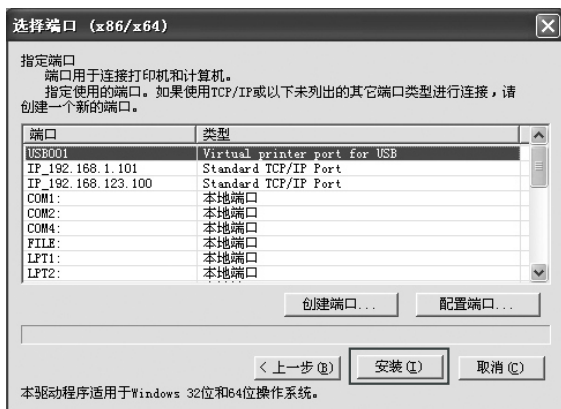 选择端口 (x86/x64)
指定端口
端口用于连接打印机和计算机。
指定使用的端口。如果使用TCP/IP或以下未列出的其它端口类型进行连接，请
创建一个新的端口。
端口 类型
USB001 Virtual printer port for USB
IP_192.168.1.101 Standard TCP/IP Port
IP_192.168.123.100 Standard TCP/IP Port
COM1: 本地端口
COM2: 本地端口
COM4: 本地端口
FILE: 本地端口
LPT1: 本地端口
LPT2: 本地端口
创建端口... 配置端口...
< 上一步(B) 安装(I) 取消(C)
本驱动程序适用于Windows 32位和64位操作系统。